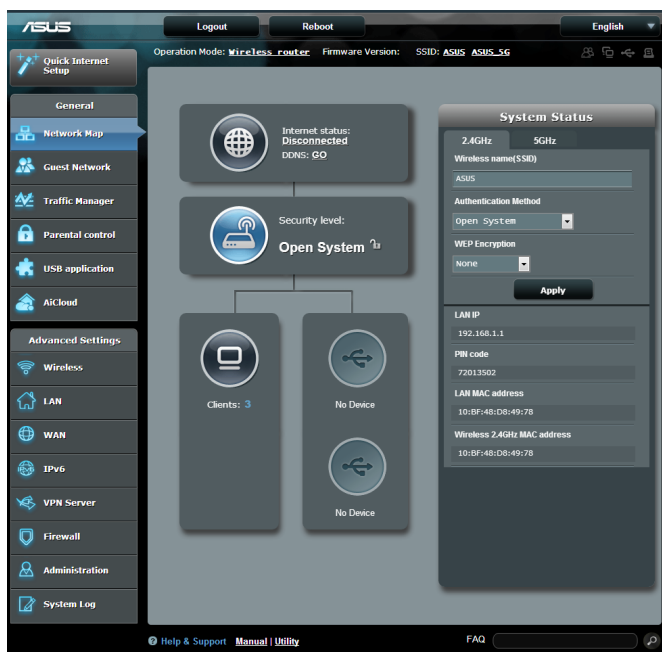 ASUS
Logout
Reboot
English
Operation Mode: Wireless router Firmware Version: SSID: ASUS ASUS_5G
Quick Internet
Setup
General
Network Map
Guest Network
Traffic Manager
Parental control
USB application
AiCloud
Advanced Settings
Wireless
LAN
WAN
IPv6
IPv6
VPN Server
Firewall
Administration
System Log
Internet status:
Disconnected
DDNS: GO
Security level:
Open System
Clients: 3
No Device
No Device
System Status
2.4GHz 5GHz
Wireless name(SSID)
ASUS
Authentication Method
Open System
WEP Encryption
None
Apply
LAN IP
192.168.1.1
PIN code
72013502
LAN MAC address
10:BF:48:D8:49:78
Wireless 2.4GHz MAC address
10:BF:48:D8:49:78
? Help & Support Manual | Utility
FAQ